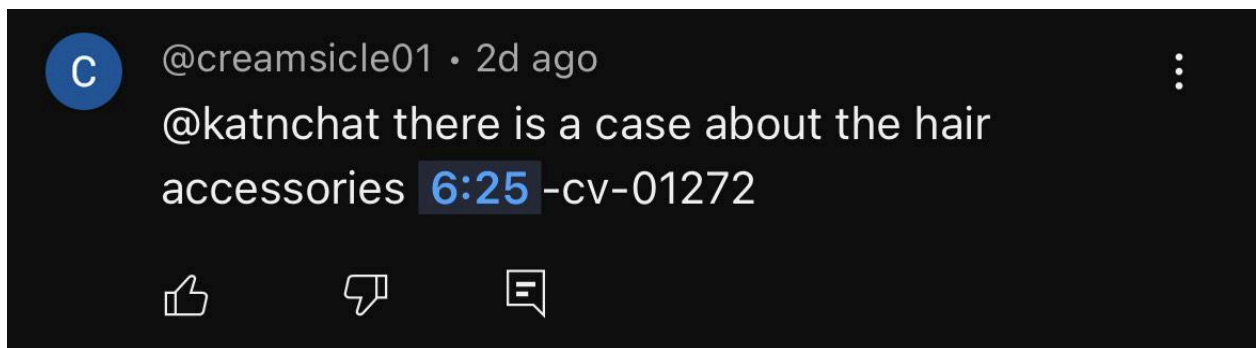 C
@creamsicle01 • 2d ago
@katnchat there is a case about the hair
accessories 6:25-cv-01272